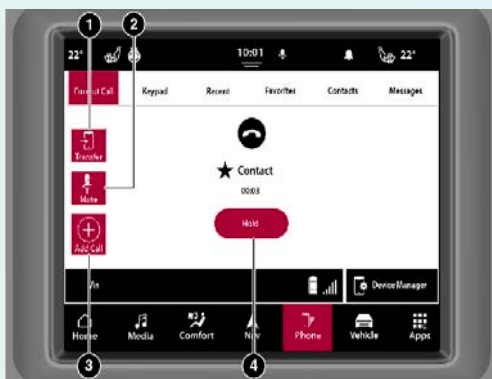 1 2
22° 10:01 22°
Current Call Keypad Recent Favorites Contacts Messages
Transfer
Contact
00:03
Mute
Hold
Add Call
Device Manager
Home Media Comfort Nav Phone Vehicle Apps
3 4